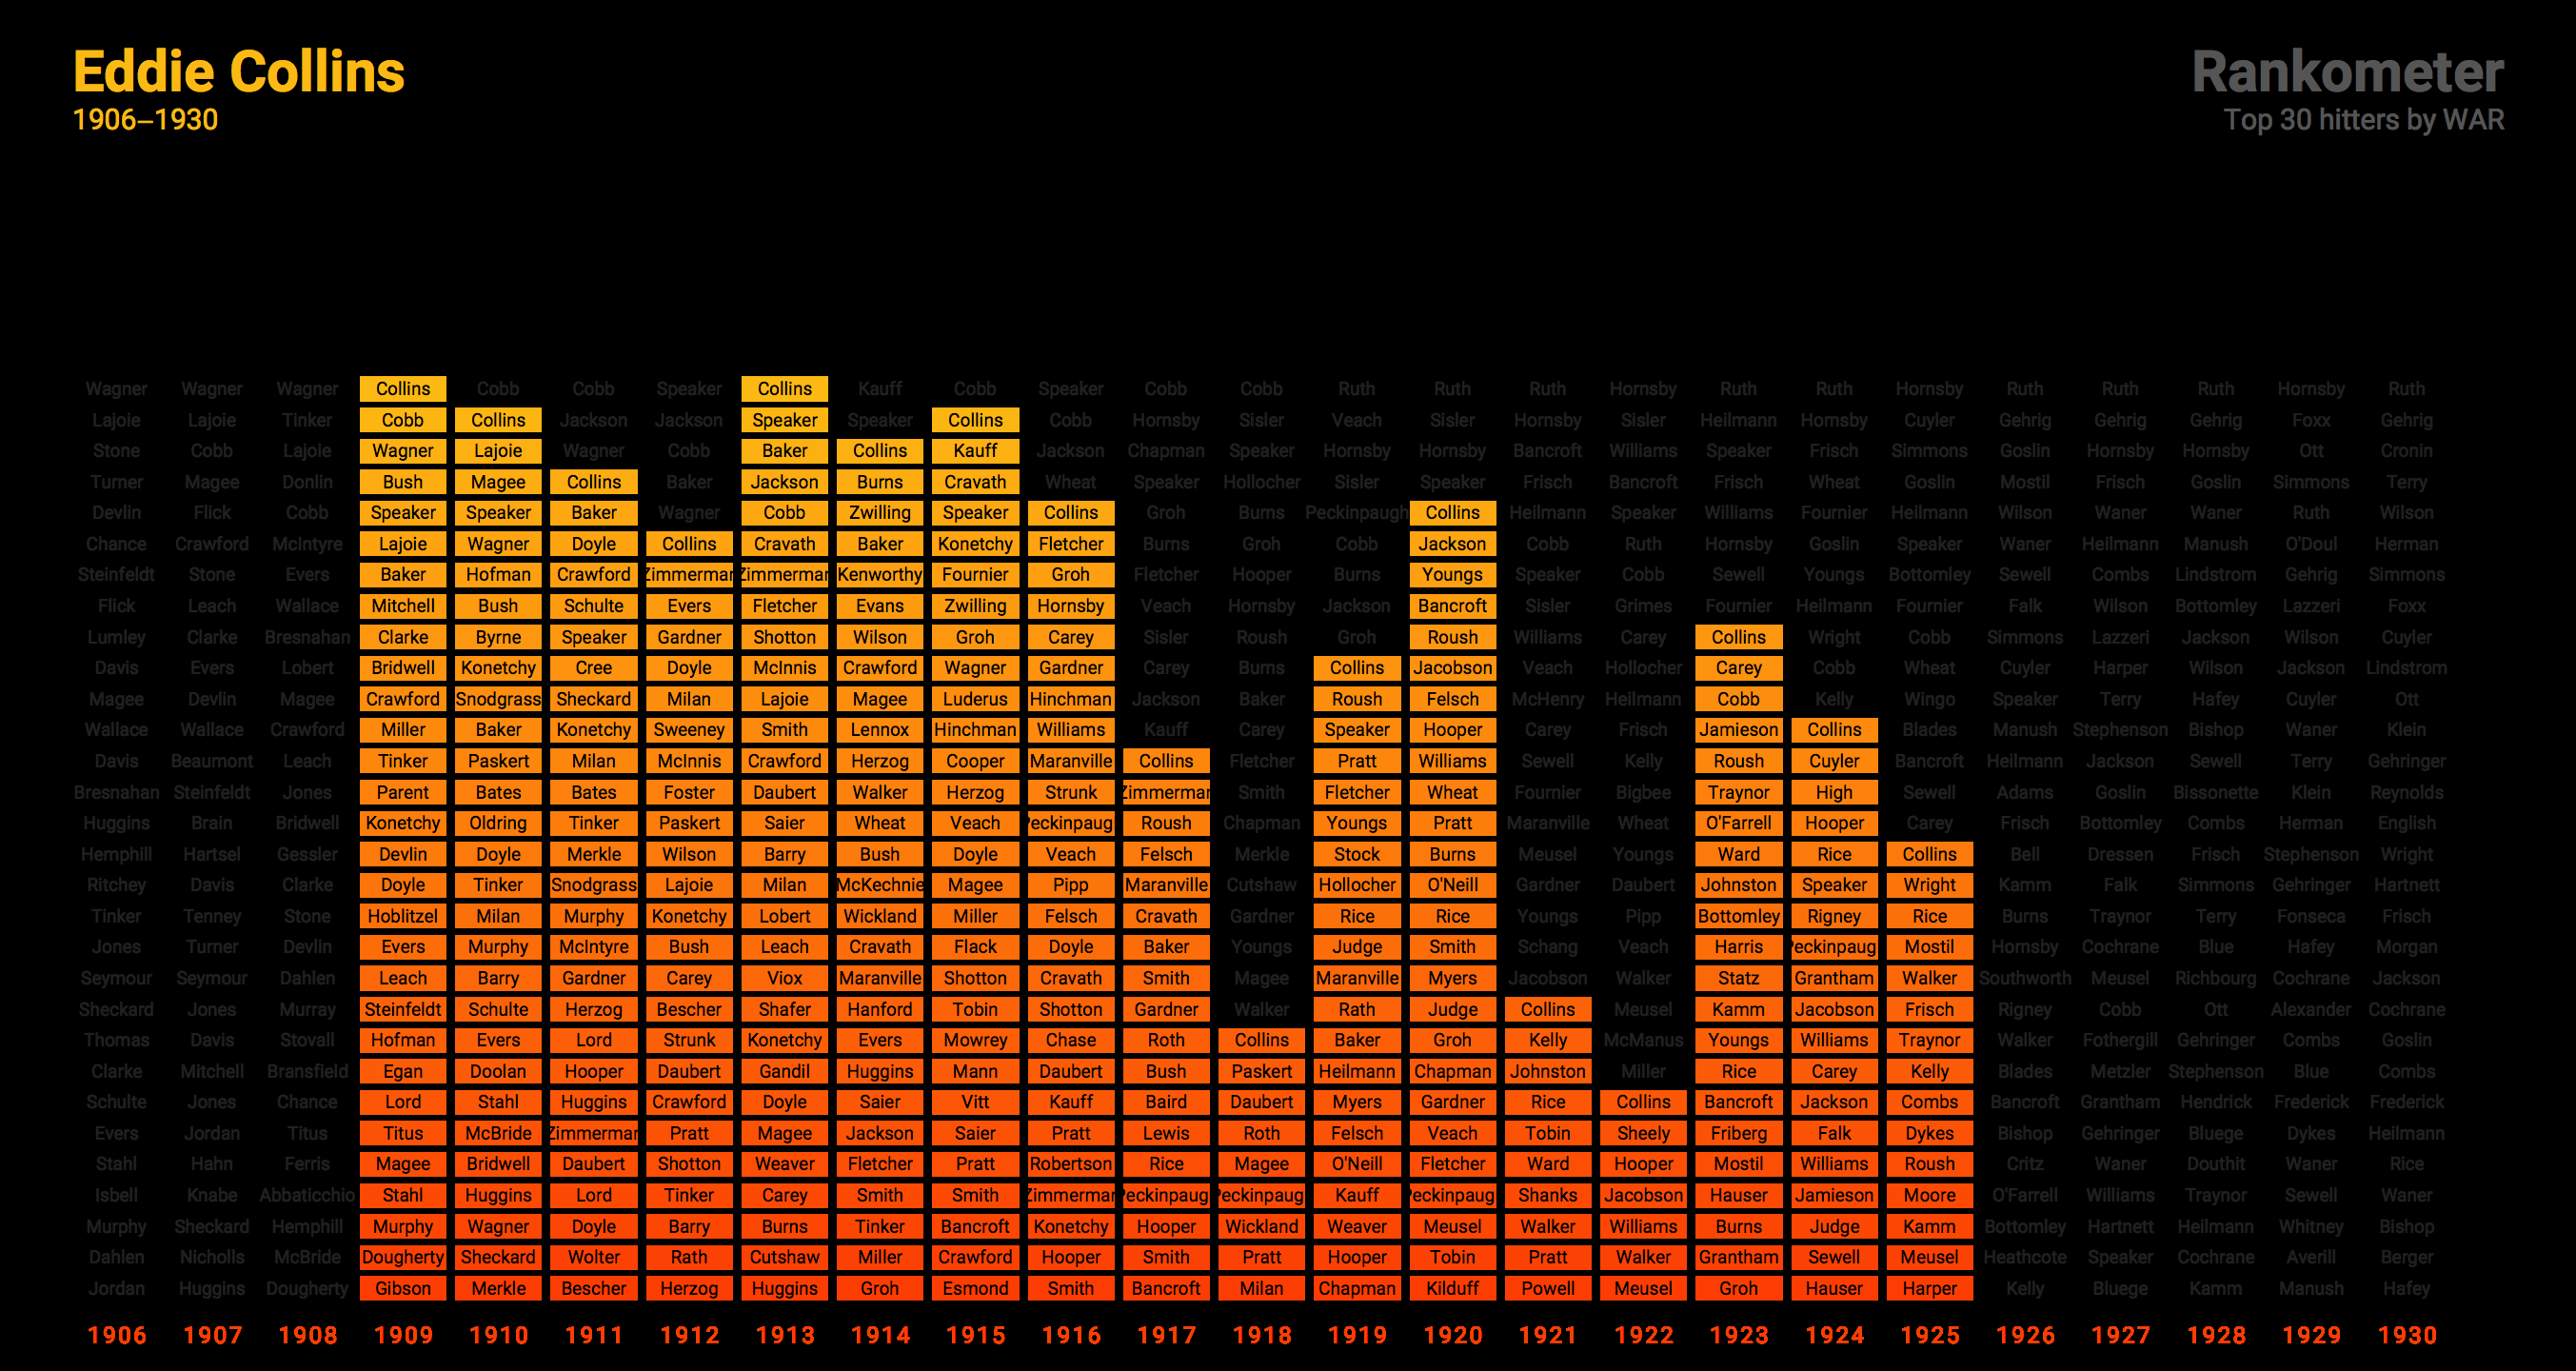 Eddie Collins
1906–1930
Rankometer
Top 30 hitters by WAR
Wagner Wagner Wagner Collins Cobb Cobb Speaker Collins Kauff Cobb Speaker Cobb Cobb Ruth Ruth Ruth Hornsby Ruth Ruth Hornsby Ruth Ruth Ruth Hornsby Ruth
Lajoie Lajoie Tinker Cobb Collins Jackson Jackson Speaker Speaker Collins Cobb Hornsby Sisler Veach Sisler Hornsby Sisler Heilmann Hornsby Cuyler Gehrig Gehrig Gehrig Foxx Gehrig
Stone Cobb Lajoie Wagner Lajoie Wagner Cobb Baker Collins Kauff Jackson Chapman Speaker Hornsby Hornsby Bancroft Williams Speaker Frisch Simmons Goslin Hornsby Hornsby Ott Cronin
Turner Magee Donlin Bush Magee Collins Baker Jackson Burns Cravath Wheat Speaker Hollocher Sisler Speaker Frisch Bancroft Frisch Wheat Goslin Mostil Frisch Goslin Simmons Terry
Devlin Flick Cobb Speaker Speaker Baker Wagner Cobb Zwilling Speaker Collins Groh Burns Peckinpaugh Collins Heilmann Speaker Williams Fournier Heilmann Wilson Waner Waner Ruth Wilson
Chance Crawford McIntyre Lajoie Wagner Doyle Collins Cravath Baker Konetchy Fletcher Burns Groh Cobb Jackson Cobb Ruth Hornsby Goslin Speaker Waner Heilmann Manush O'Doul Herman
Steinfeldt Stone Evers Baker Hofman Crawford Zimmerman Zimmerman Kenworthy Fournier Groh Fletcher Hooper Burns Youngs Speaker Cobb Sewell Youngs Bottomley Sewell Combs Lindstrom Gehrig Simmons
Flick Leach Wallace Mitchell Bush Schulte Evers Fletcher Evans Zwilling Hornsby Veach Hornsby Jackson Bancroft Sisler Grimes Fournier Heilmann Fournier Falk Wilson Bottomley Lazzeri Foxx
Lumley Clarke Bresnahan Clarke Byrne Speaker Gardner Shotton Wilson Groh Carey Sisler Roush Groh Roush Williams Carey Collins Wright Cobb Simmons Lazzeri Jackson Wilson Cuyler
Davis Evers Lobert Bridwell Konetchy Cree Doyle McInnis Crawford Wagner Gardner Carey Burns Collins Jacobson Veach Hollocher Carey Cobb Wheat Cuyler Harper Wilson Jackson Lindstrom
Magee Devlin Magee Crawford Snodgrass Sheckard Milan Lajoie Magee Luderus Hinchman Jackson Baker Roush Felsch McHenry Heilmann Cobb Kelly Wingo Speaker Terry Hafey Cuyler Ott
Wallace Wallace Crawford Miller Baker Konetchy Sweeney Smith Lennox Hinchman Williams Kauff Carey Speaker Hooper Carey Frisch Jamieson Collins Blades Manush Stephenson Bishop Waner Klein
Davis Beaumont Leach Tinker Paskert Milan McInnis Crawford Herzog Cooper Maranville Collins Fletcher Pratt Williams Sewell Kelly Roush Cuyler Bancroft Heilmann Jackson Sewell Terry Gehringer
Bresnahan Steinfeldt Jones Parent Bates Bates Foster Daubert Walker Herzog Strunk Zimmerman Smith Fletcher Wheat Fournier Bigbee Traynor High Sewell Adams Goslin Bissonette Klein Reynolds
Huggins Brain Bridwell Konetchy Oldring Tinker Paskert Saier Wheat Veach Peckinpaug Roush Chapman Youngs Pratt Maranville Wheat O'Farrell Hooper Carey Frisch Bottomley Combs Herman English
Hemphill Hartsel Gessler Devlin Doyle Merkle Wilson Barry Bush Doyle Veach Felsch Merkle Stock Burns Meusel Youngs Ward Rice Collins Bell Dressen Frisch Stephenson Wright
Ritchey Davis Clarke Doyle Tinker Snodgrass Lajoie Milan McKechnie Magee Pipp Maranville Cutshaw Hollocher O'Neill Gardner Daubert Johnston Speaker Wright Kamm Falk Simmons Gehringer Hartnett
Tinker Tenney Stone Hoblitzel Milan Murphy Konetchy Lobert Wickland Miller Felsch Cravath Gardner Rice Rice Youngs Pipp Bottomley Rigney Rice Burns Traynor Terry Fonseca Frisch
Jones Turner Devlin Evers Murphy McIntyre Bush Leach Cravath Flack Doyle Baker Youngs Judge Smith Schang Veach Harris Peckinpaug Mostil Hornsby Cochrane Blue Hafey Morgan
Seymour Seymour Dahlen Leach Barry Gardner Carey Viox Maranville Shotton Cravath Smith Magee Maranville Myers Jacobson Walker Statz Grantham Walker Southworth Meusel Richbourg Cochrane Jackson
Sheckard Jones Murray Steinfeldt Schulte Herzog Bescher Shafer Hanford Tobin Shotton Gardner Walker Rath Judge Collins Meusel Kamm Jacobson Frisch Rigney Cobb Ott Alexander Cochrane
Thomas Davis Stovall Hofman Evers Lord Strunk Konetchy Evers Mowrey Chase Roth Collins Baker Groh Kelly McManus Youngs Williams Traynor Walker Fothergill Gehringer Combs Goslin
Clarke Mitchell Bransfield Egan Doolan Hooper Daubert Gandil Huggins Mann Daubert Bush Paskert Heilmann Chapman Johnston Miller Rice Carey Kelly Blades Metzler Stephenson Blue Combs
Schulte Jones Chance Lord Stahl Huggins Crawford Doyle Saier Vitt Kauff Baird Daubert Myers Gardner Rice Collins Bancroft Jackson Combs Bancroft Grantham Hendrick Frederick Frederick
Evers Jordan Titus Titus McBride Zimmerman Pratt Magee Jackson Saier Pratt Lewis Roth Felsch Veach Tobin Sheely Friberg Falk Dykes Bishop Gehringer Bluege Dykes Heilmann
Stahl Hahn Ferris Magee Bridwell Daubert Shotton Weaver Fletcher Pratt Robertson Rice Magee O'Neill Fletcher Ward Hooper Mostil Williams Roush Critz Waner Douthit Waner Rice
Isbell Knabe Abbaticchio Stahl Huggins Lord Tinker Carey Smith Smith Zimmerman Peckinpaug Peckinpaug Kauff Peckinpaug Shanks Jacobson Hauser Jamieson Moore O'Farrell Williams Traynor Sewell Waner
Murphy Sheckard Hemphill Murphy Wagner Doyle Barry Burns Tinker Bancroft Konetchy Hooper Wickland Weaver Meusel Walker Williams Burns Judge Kamm Bottomley Hartnett Heilmann Whitney Bishop
Dahlen Nicholls McBride Dougherty Sheckard Wolter Rath Cutshaw Miller Crawford Hooper Smith Pratt Hooper Tobin Pratt Walker Grantham Sewell Meusel Heathcote Speaker Cochrane Averill Berger
Jordan Huggins Dougherty Gibson Merkle Bescher Herzog Huggins Groh Esmond Smith Bancroft Milan Chapman Kilduff Powell Meusel Groh Hauser Harper Kelly Bluege Kamm Manush Hafey
1906 1907 1908 1909 1910 1911 1912 1913 1914 1915 1916 1917 1918 1919 1920 1921 1922 1923 1924 1925 1926 1927 1928 1929 1930